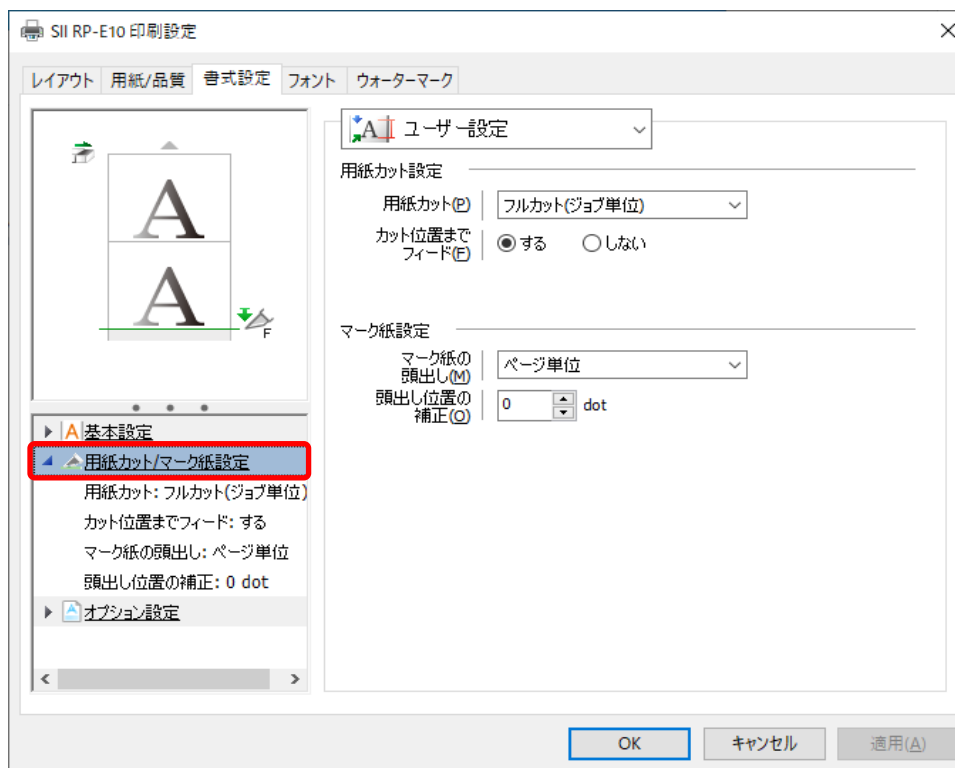 SII RP-E10 印刷設定
レイアウト 用紙/品質 書式設定 フォント ウォーターマーク
A
A
F
基本設定
用紙カット/マーク紙設定
用紙カット: フルカット(ジョブ単位)
カット位置までフィード: する
マーク紙の頭出し: ページ単位
頭出し位置の補正: 0 dot
オプション設定
ユーザー設定
用紙カット設定
用紙カット(P) フルカット(ジョブ単位)
カット位置まで
フィード(F) する しない
マーク紙設定
マーク紙の
頭出し(M) ページ単位
頭出し位置の
補正(O) 0 dot
OK キャンセル 適用(A)